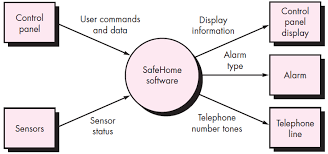 Control
panel
User commands
and data
Display
information
Control
panel
display
SafeHome
software
Alarm
type
Alarm
Sensors
Sensor
status
Telephone
number tones
Telephone
line